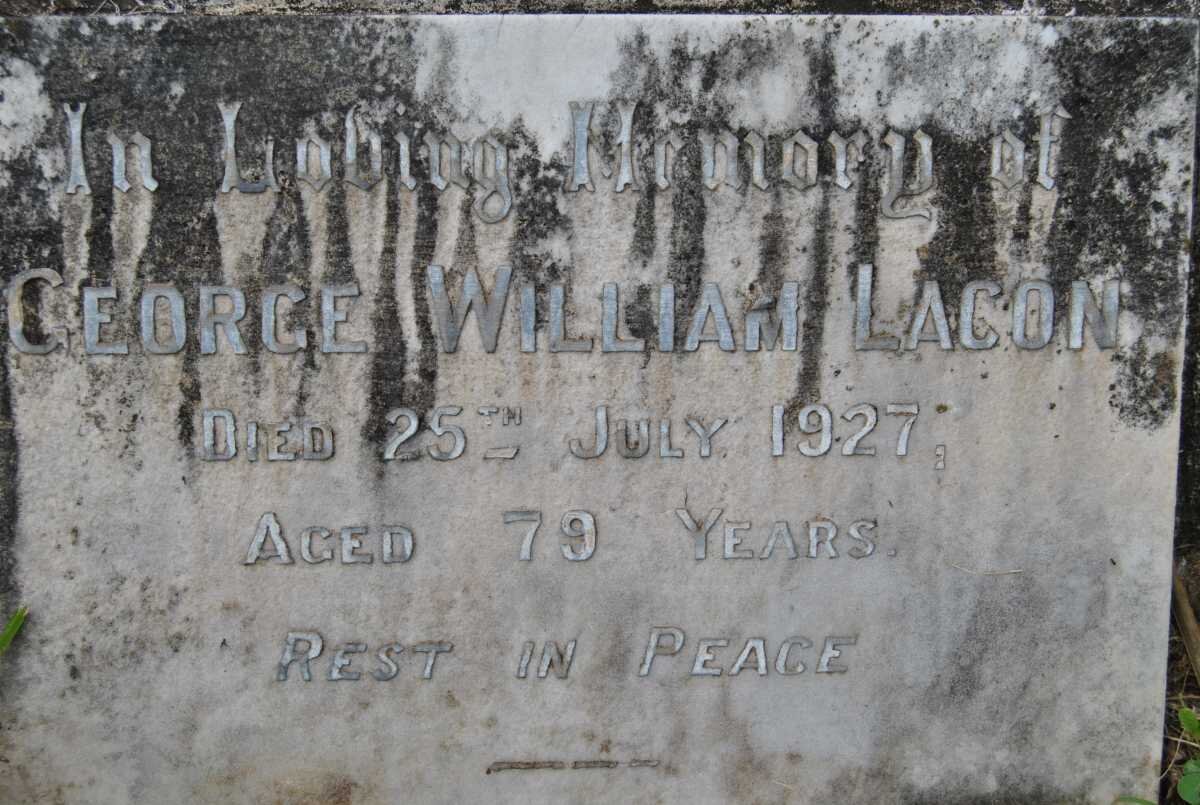 In Loving Memory of
GEORGE WILLIAM LACON
DIED 25TH JULY 1927;
AGED 79 YEARS.
REST IN PEACE